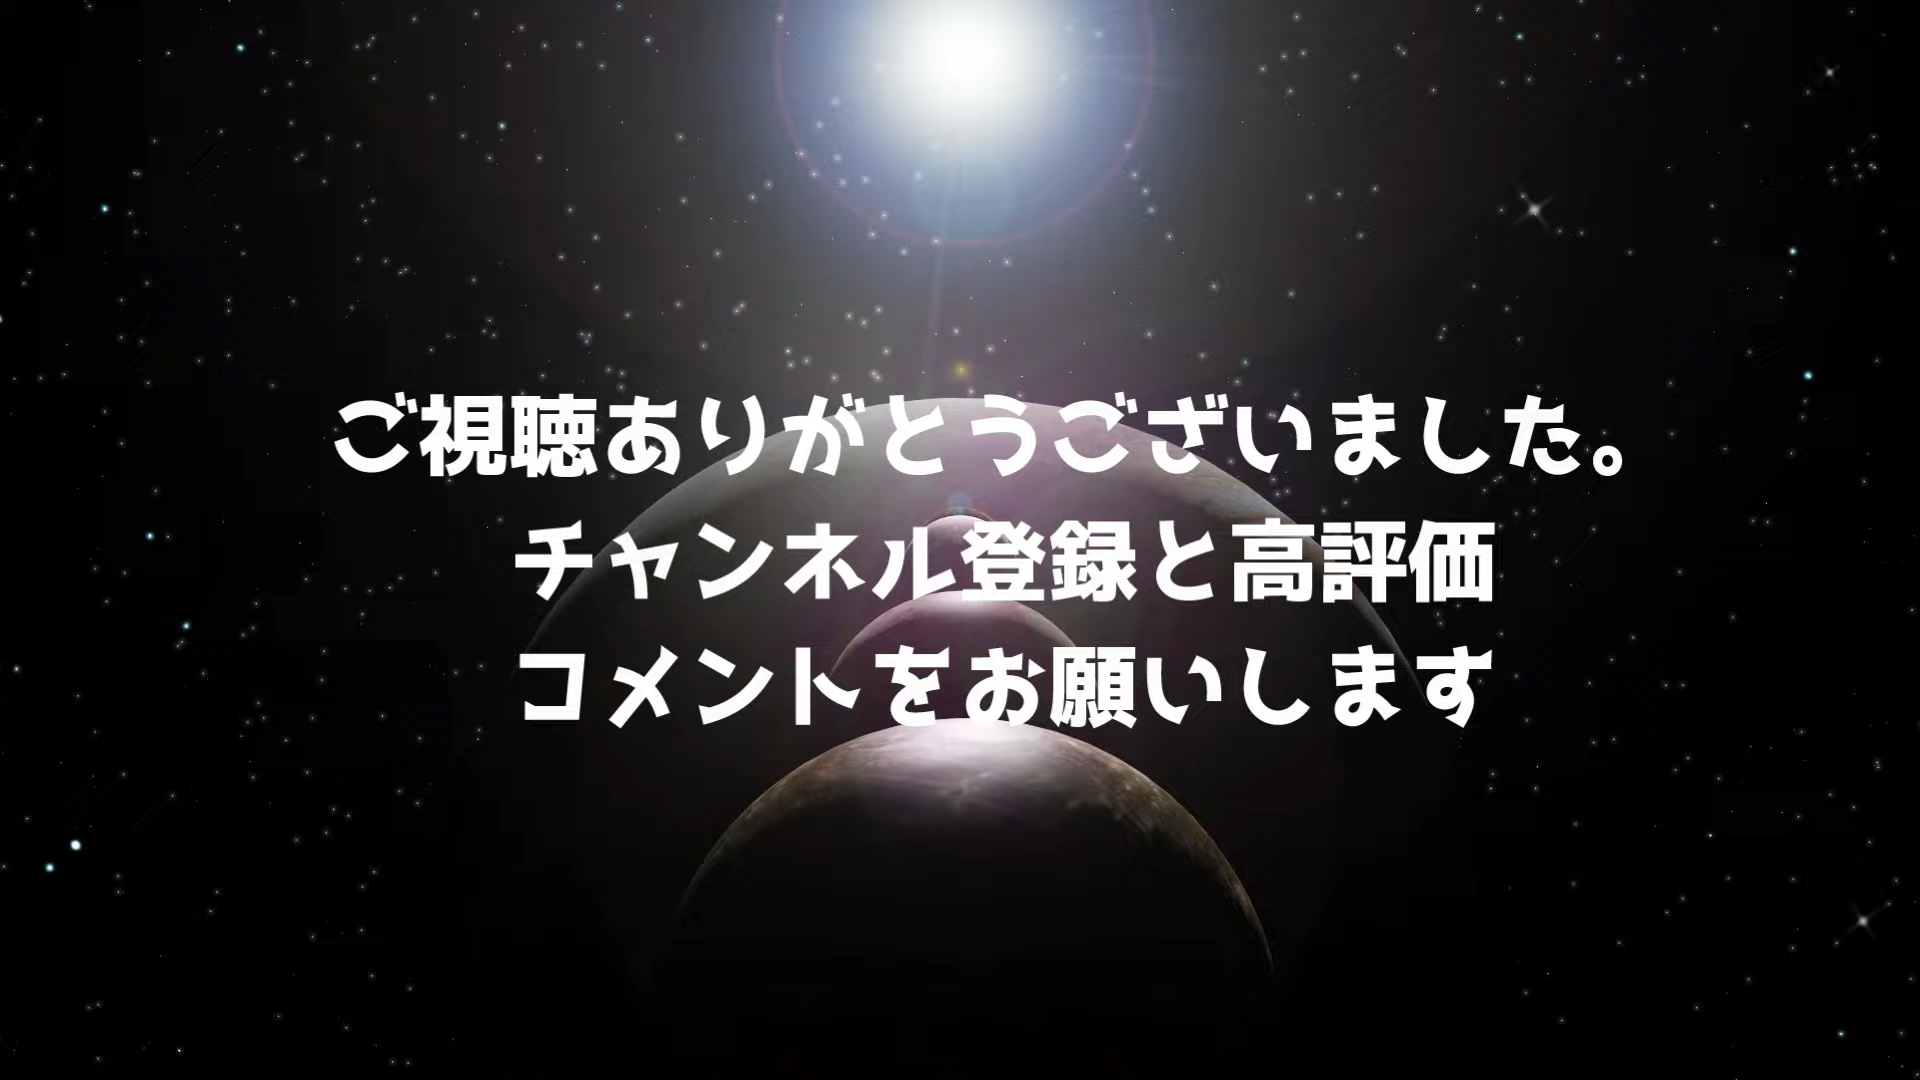 ご視聴ありがとうございました。
チャンネル登録と高評価
コメントをお願いします